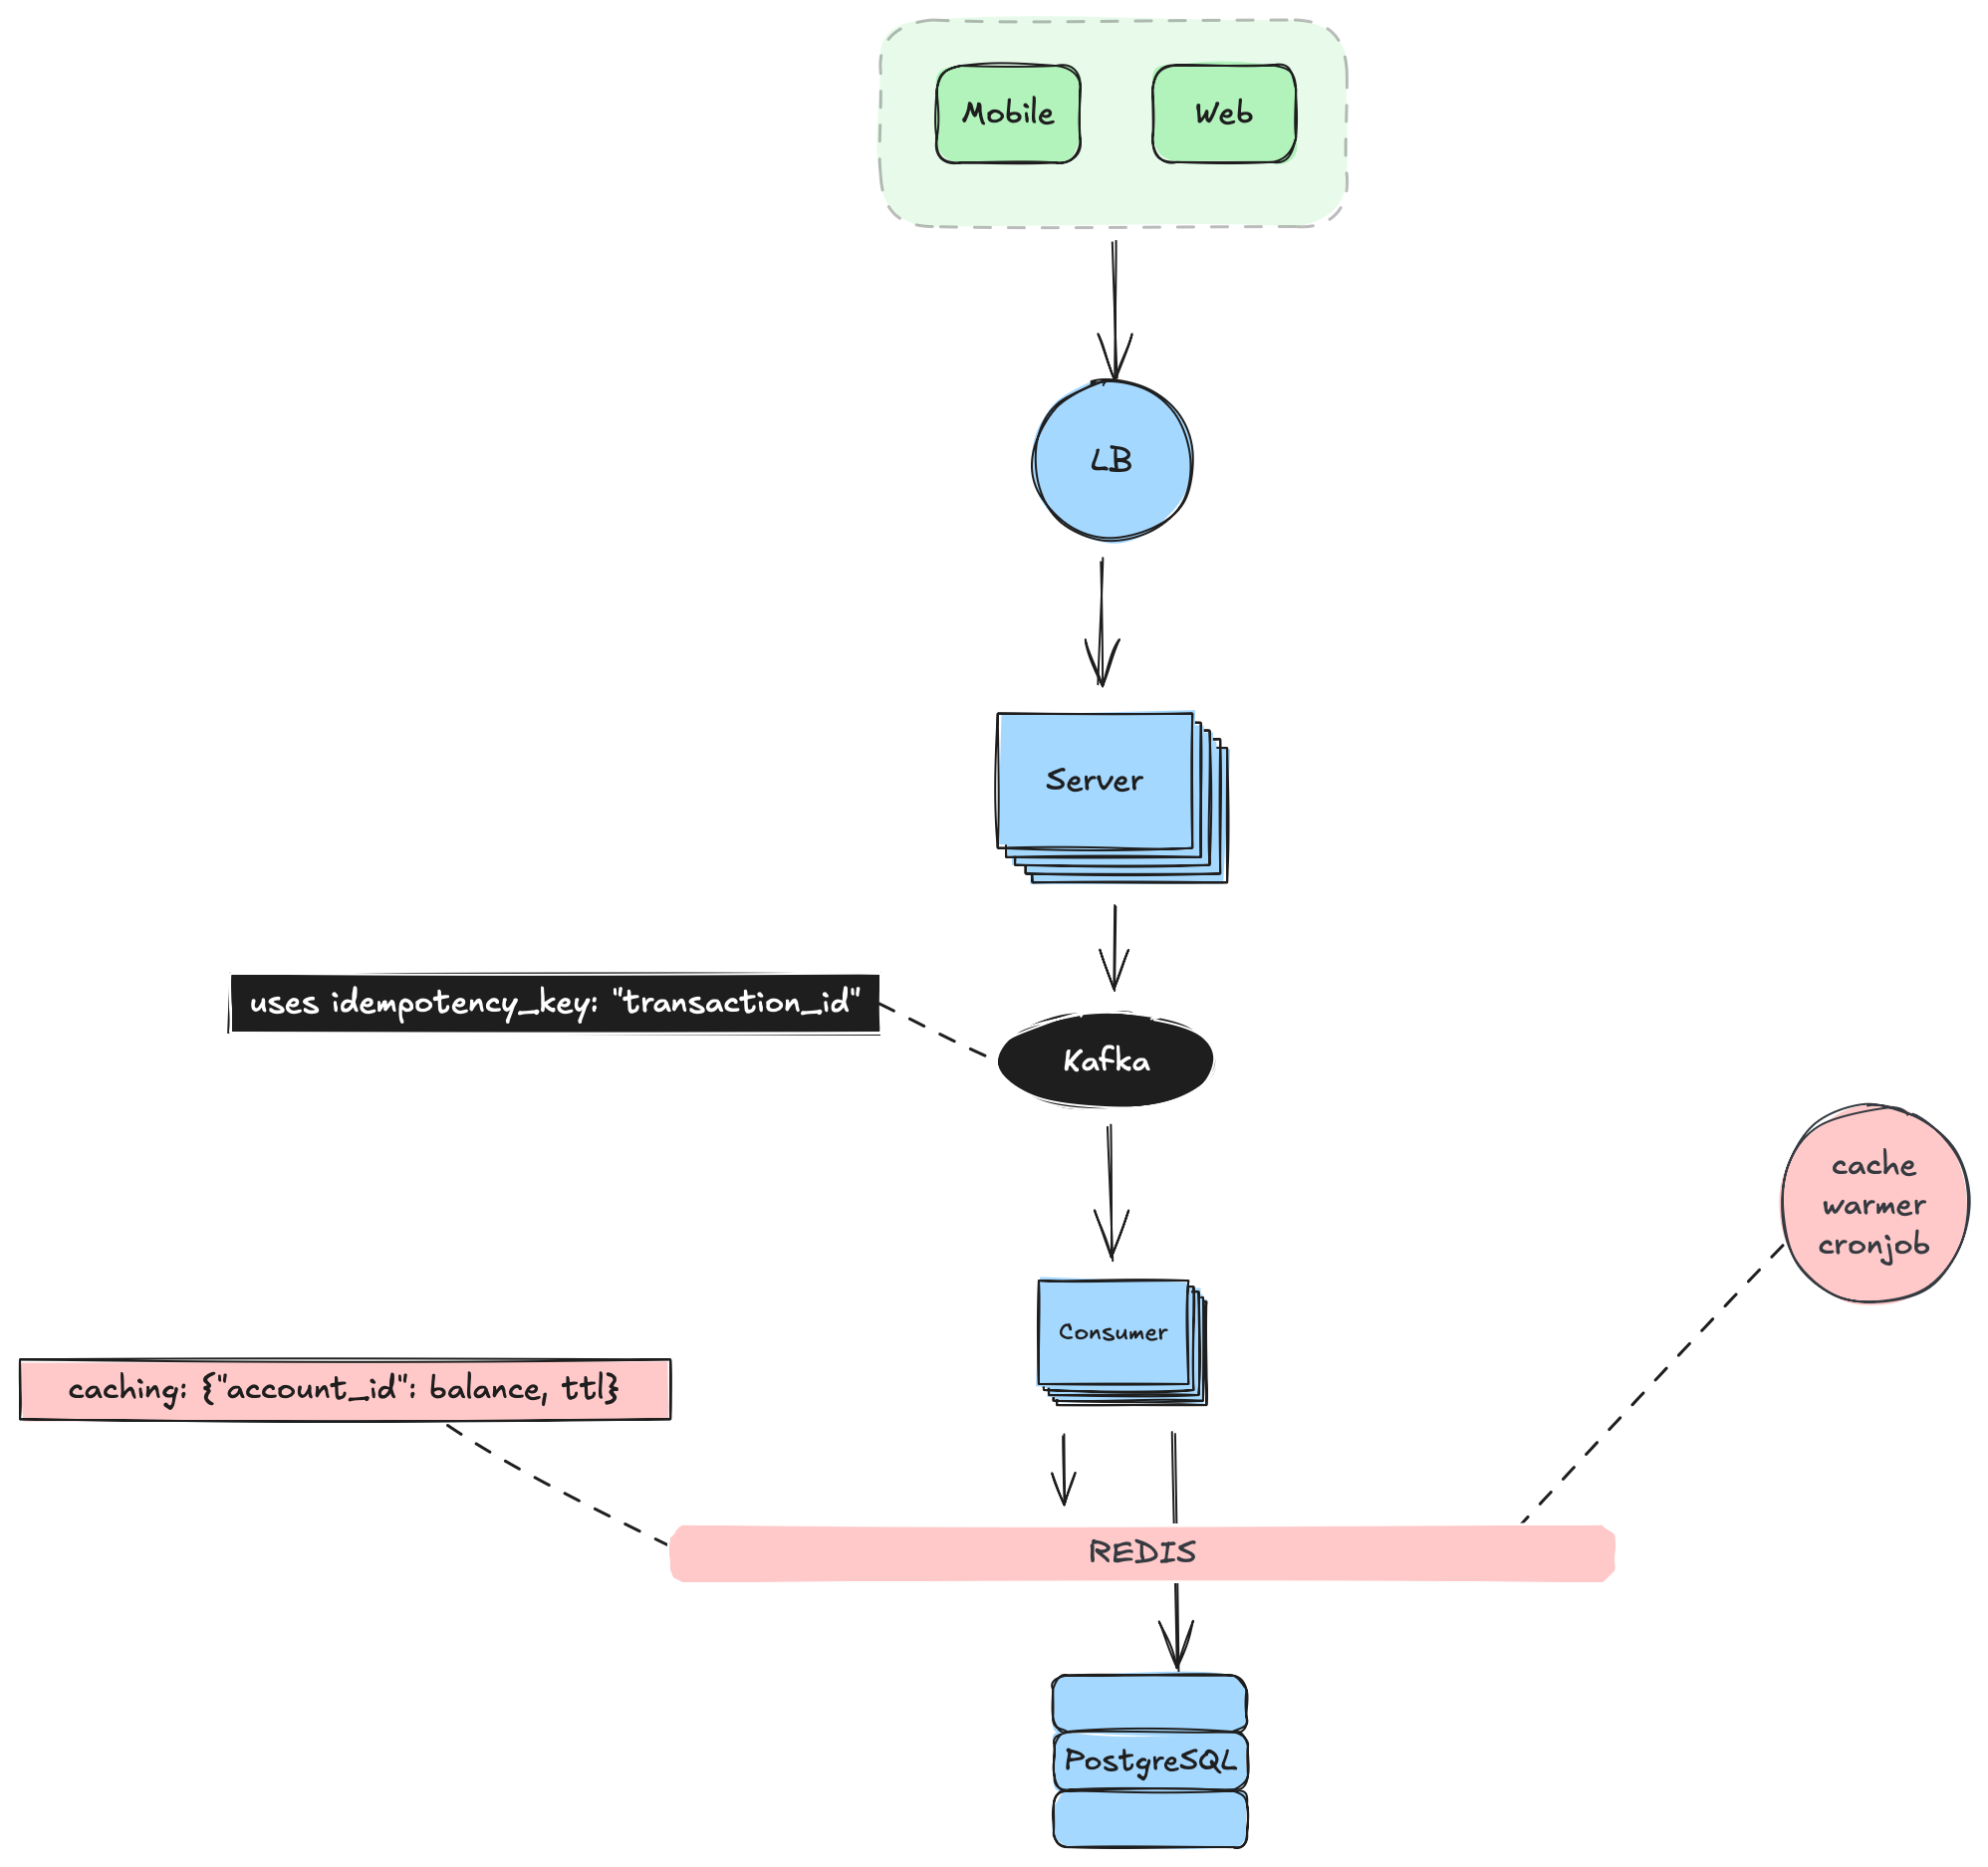 Mobile
Web
LB
Server
uses idempotency_key: "transaction_id"
Kafka
cache
warmer
cronjob
Consumer
caching: {"account_id": balance, ttl}
REDIS
PostgreSQL